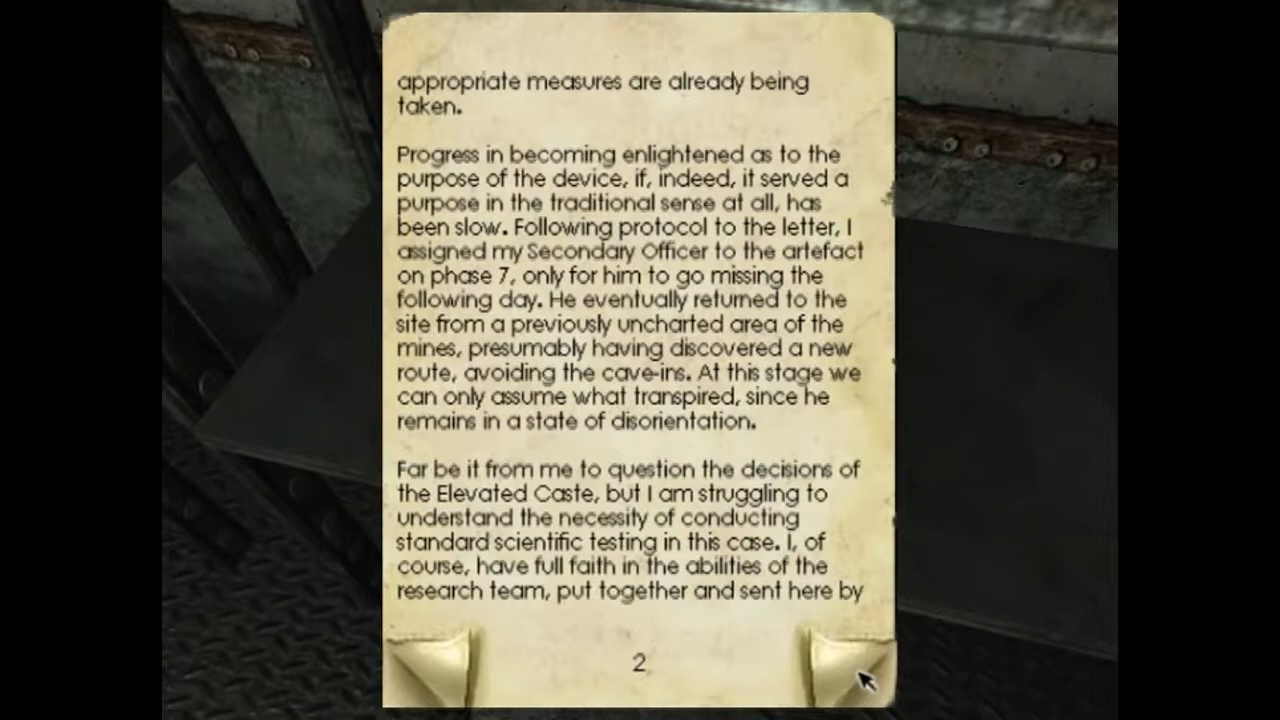 appropriate measures are already being
taken.
Progress in becoming enlightened as to the
purpose of the device, if, indeed, it served a
purpose in the traditional sense at all, has
been slow. Following protocol to the letter, I
assigned my Secondary Officer to the artefact
on phase 7, only for him to go missing the
following day. He eventually returned to the
site from a previously uncharted area of the
mines, presumably having discovered a new
route, avoiding the cave-ins. At this stage we
can only assume what transpired, since he
remains in a state of disorientation.
Far be it from me to question the decisions of
the Elevated Caste, but I am struggling to
understand the necessity of conducting
standard scientific testing in this case. I, of
course, have full faith in the abilities of the
research team, put together and sent here by
2